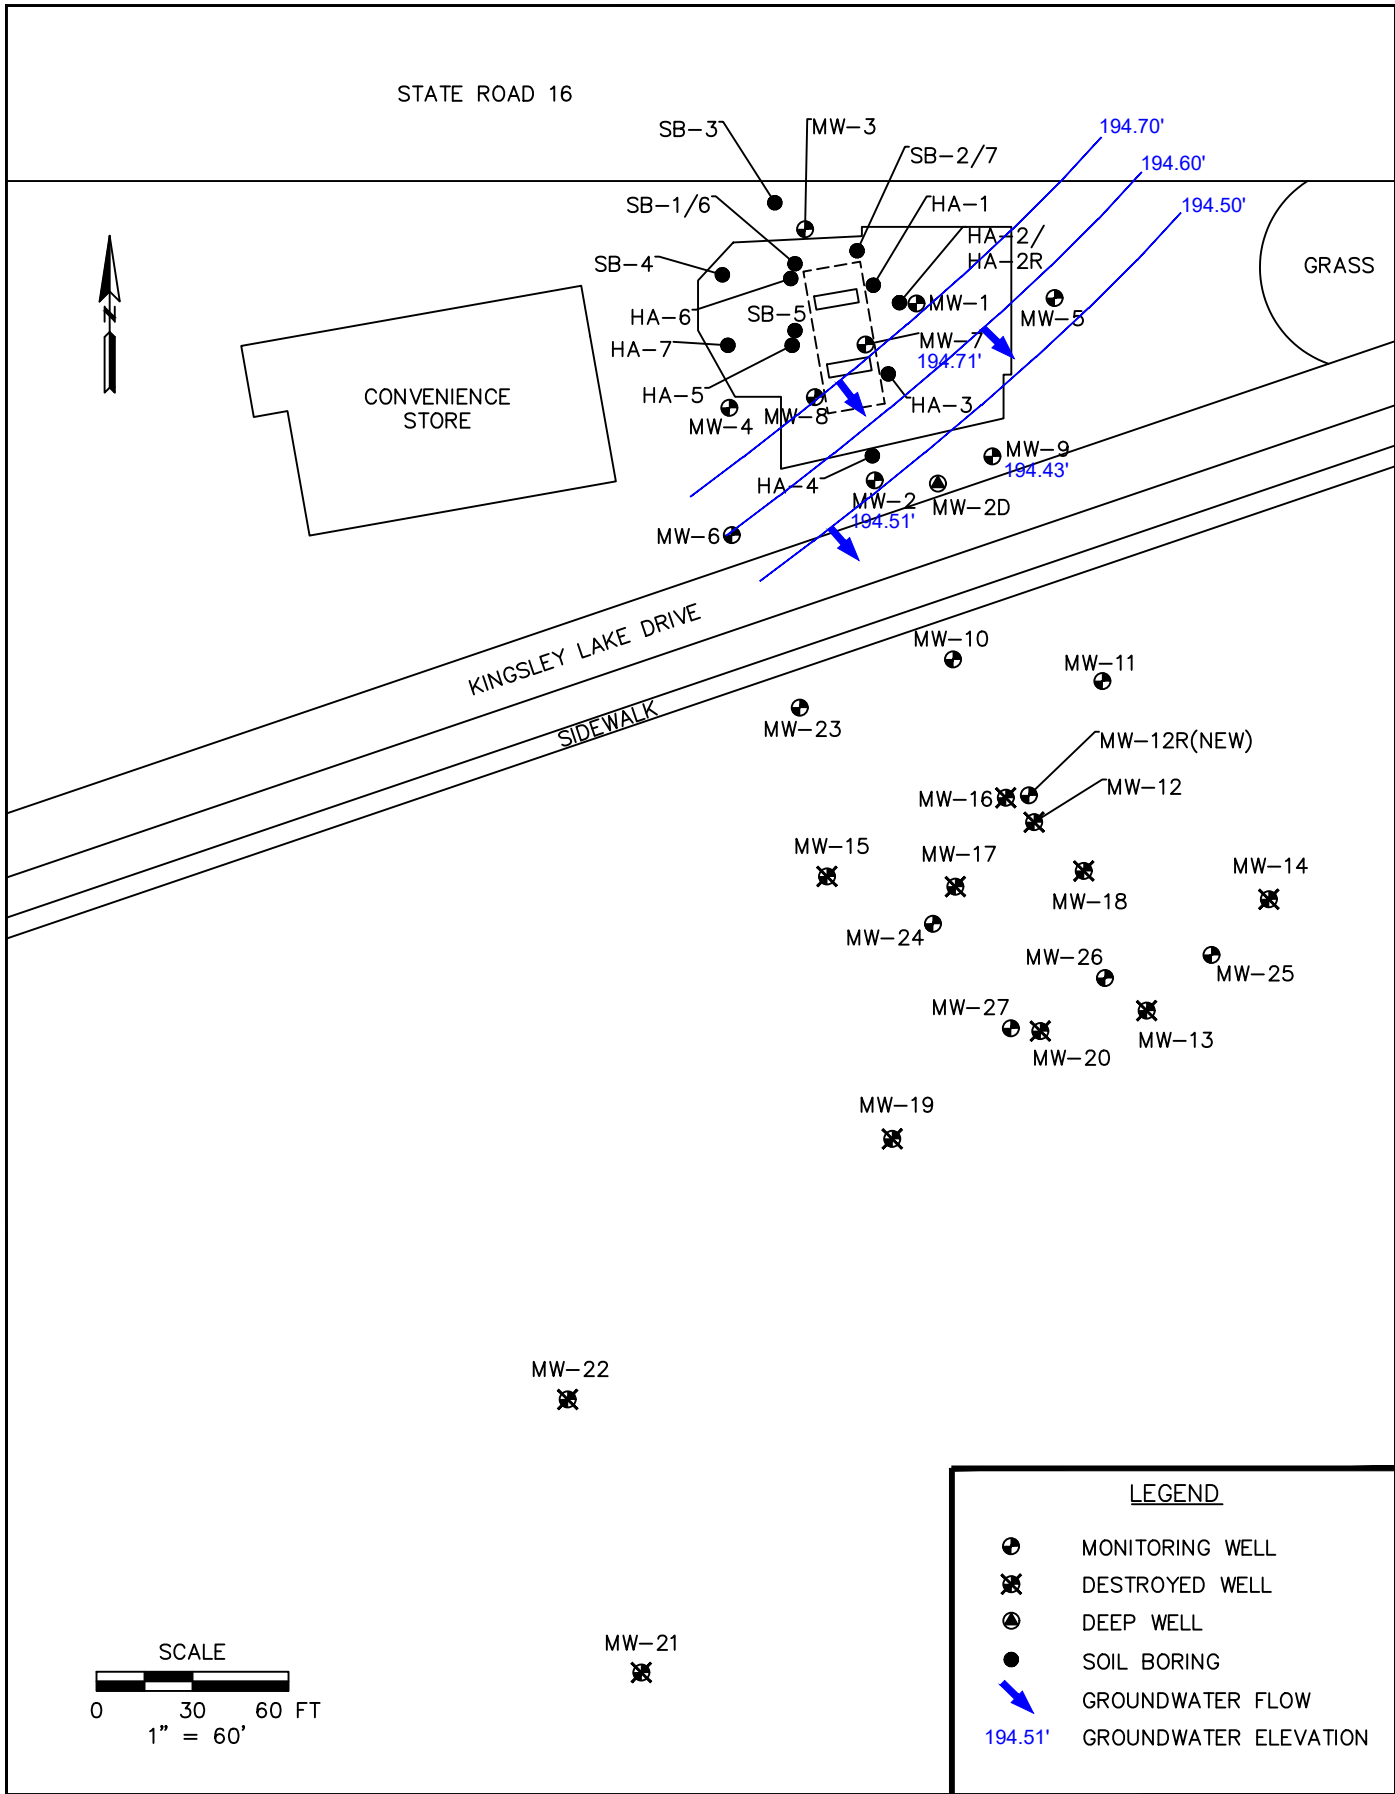 STATE ROAD 16
194.70'
SB-3
MW-3
SB-2/7
194.60'
SB-1/6
HA-1
194.50'
HA-2/
HA-2R
SB-4
GRASS
N
HA-6
SB-5
MW-1
MW-5
HA-7
MW-7
194.71'
HA-5
CONVENIENCE
STORE
MW-4
MW-8
HA-3
MW-9
194.43'
HA-4
MW-2
194.51'
MW-2D
MW-6
KINGSLEY LAKE DRIVE
SIDEWALK
MW-10
MW-11
MW-23
MW-12R(NEW)
MW-16
MW-12
MW-15
MW-17
MW-14
MW-18
MW-24
MW-26
MW-25
MW-27
MW-13
MW-20
MW-19
MW-22
MW-21
LEGEND
MONITORING WELL
DESTROYED WELL
DEEP WELL
SOIL BORING
GROUNDWATER FLOW
194.51' GROUNDWATER ELEVATION
SCALE
0 30 60 FT
1" = 60'